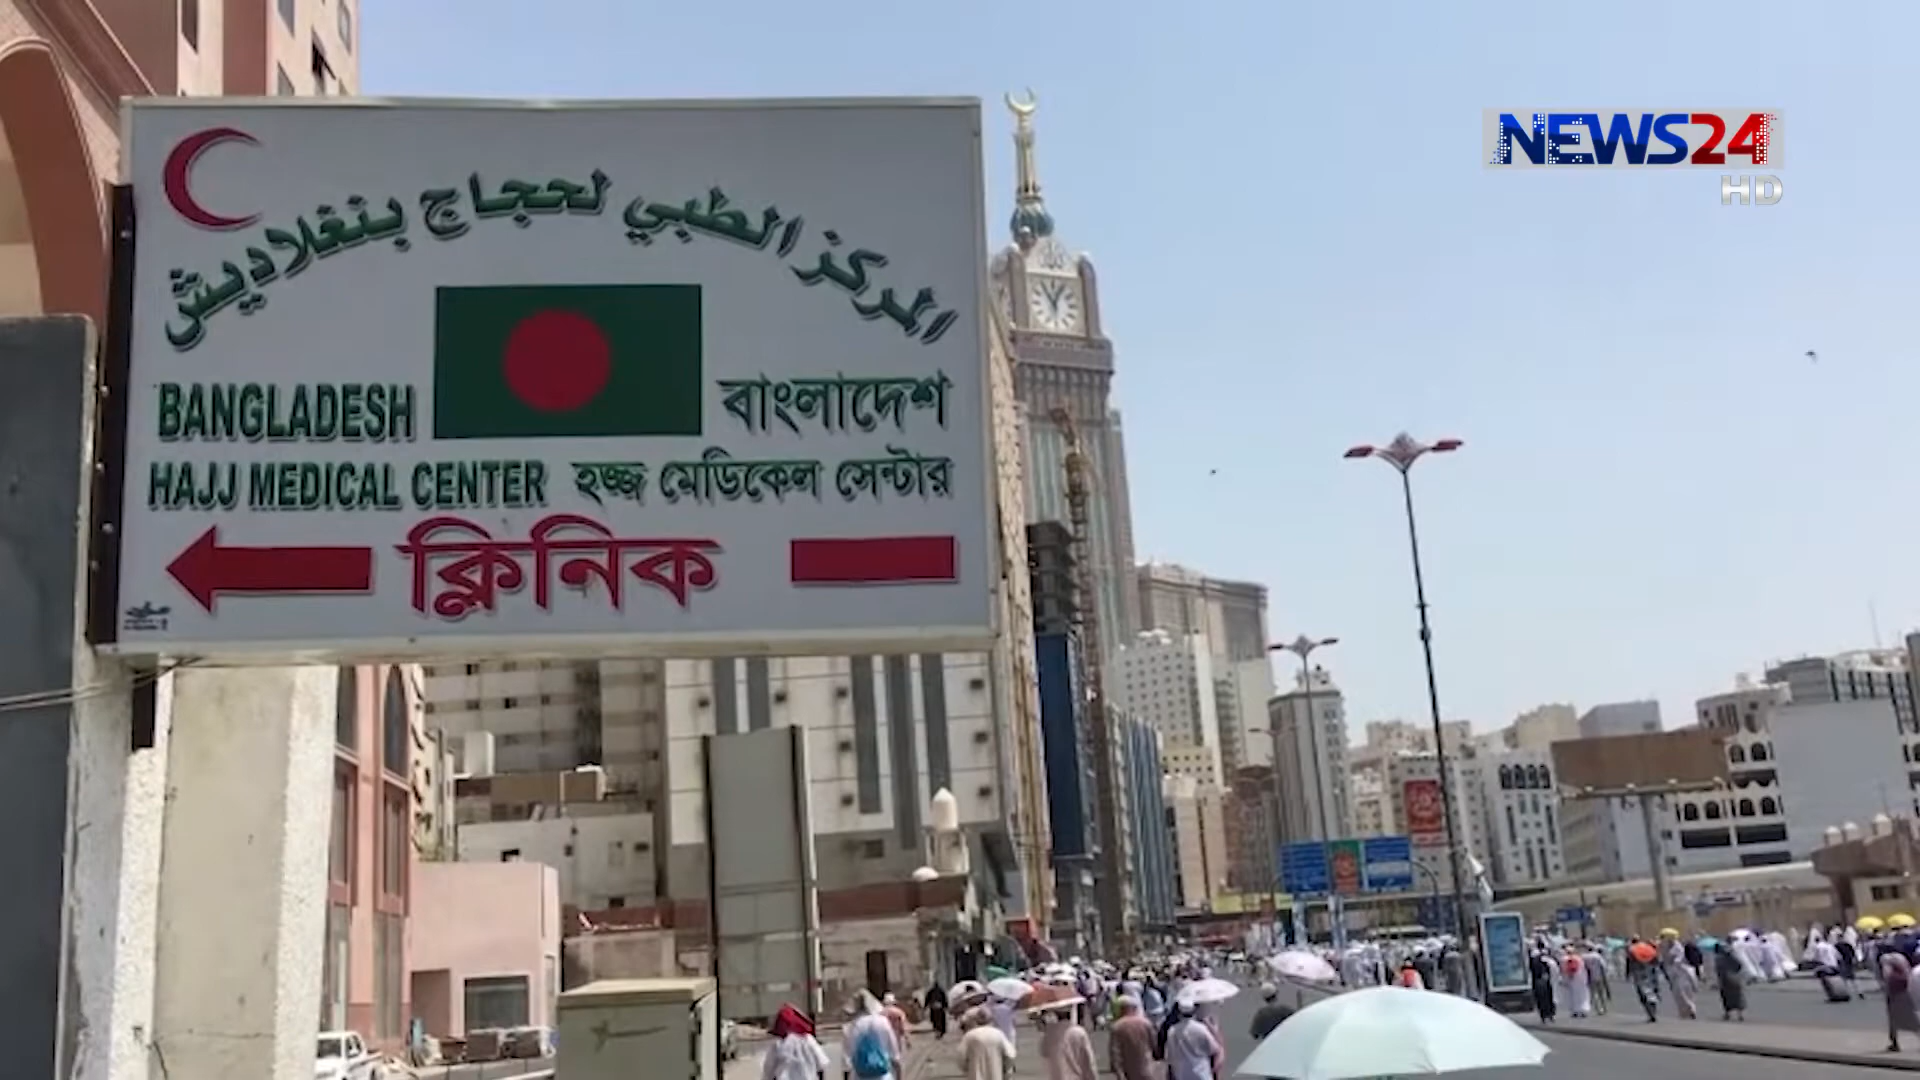 المركز الطبي لحجاج بنغلاديش
BANGLADESH বাংলাদেশ
HAJJ MEDICAL CENTER হজ্জ মেডিকেল সেন্টার
ক্লিনিক
NEWS24
HD